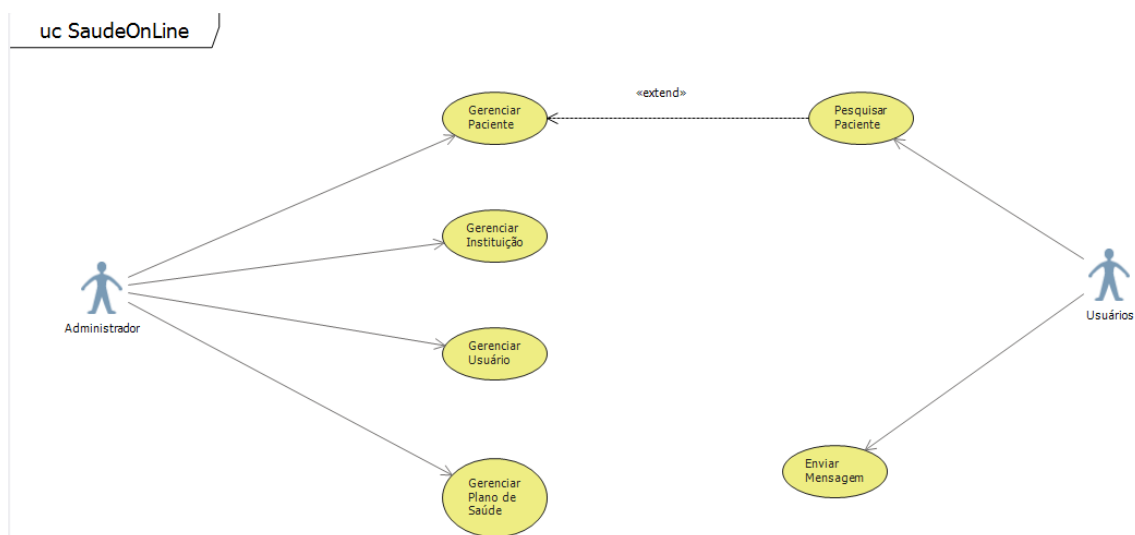 uc SaudeOnLine
Gerenciar
Paciente
«extend»
Pesquisar
Paciente
Gerenciar
Instituição
Administrador
Usuários
Gerenciar
Usuário
Enviar
Mensagem
Gerenciar
Plano de
Saúde